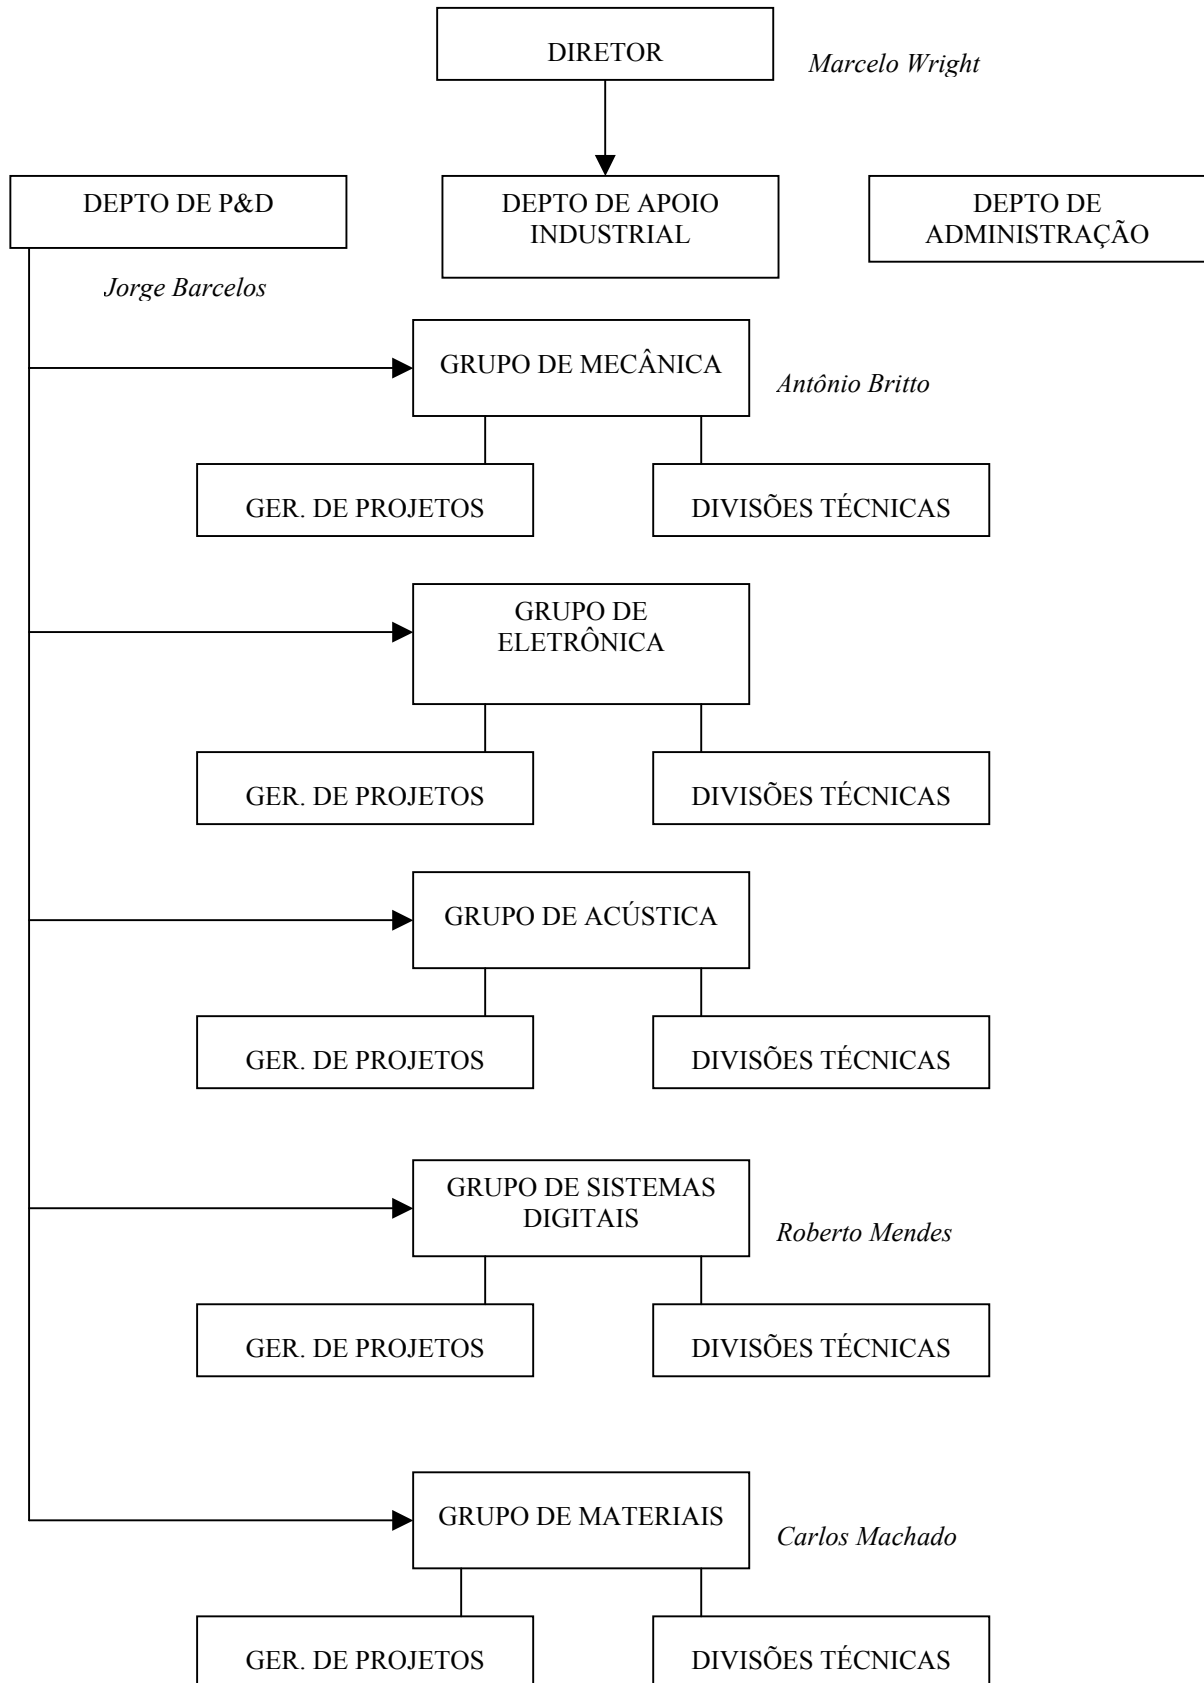 DIRETOR
Marcelo Wright
DEPTO DE P&D
DEPTO DE APOIO
INDUSTRIAL
DEPTO DE
ADMINISTRAÇÃO
Jorge Barcelos
GRUPO DE MECÂNICA
Antônio Britto
GER. DE PROJETOS
DIVISÕES TÉCNICAS
GRUPO DE
ELETRÔNICA
GER. DE PROJETOS
DIVISÕES TÉCNICAS
GRUPO DE ACÚSTICA
GER. DE PROJETOS
DIVISÕES TÉCNICAS
GRUPO DE SISTEMAS
DIGITAIS
Roberto Mendes
GER. DE PROJETOS
DIVISÕES TÉCNICAS
GRUPO DE MATERIAIS
Carlos Machado
GER. DE PROJETOS
DIVISÕES TÉCNICAS